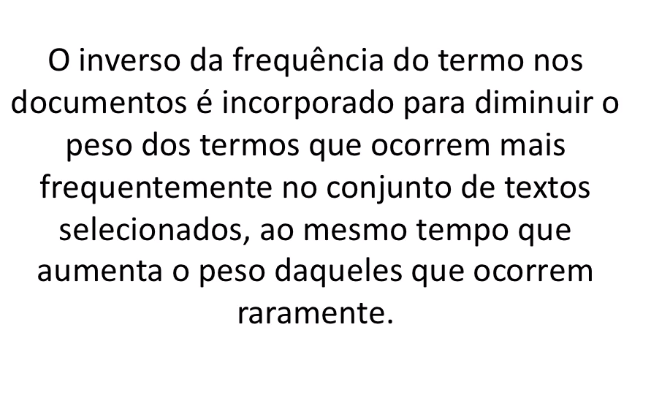 O inverso da frequência do termo nos
documentos é incorporado para diminuir o
peso dos termos que ocorrem mais
frequentemente no conjunto de textos
selecionados, ao mesmo tempo que
aumenta o peso daqueles que ocorrem
raramente.